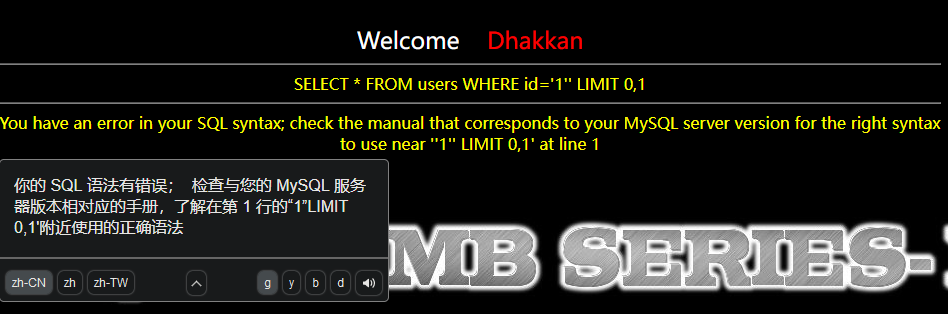 Welcome Dhakkan
SELECT * FROM users WHERE id='1'' LIMIT 0,1
You have an error in your SQL syntax; check the manual that corresponds to your MySQL server version for the right syntax
to use near ''1'' LIMIT 0,1' at line 1
你的 SQL 语法有错误； 检查与您的 MySQL 服务
器版本相对应的手册，了解在第 1 行的“1”LIMIT
0,1'附近使用的正确语法
MB SERIES-
zh-CN zh zh-TW g y b d